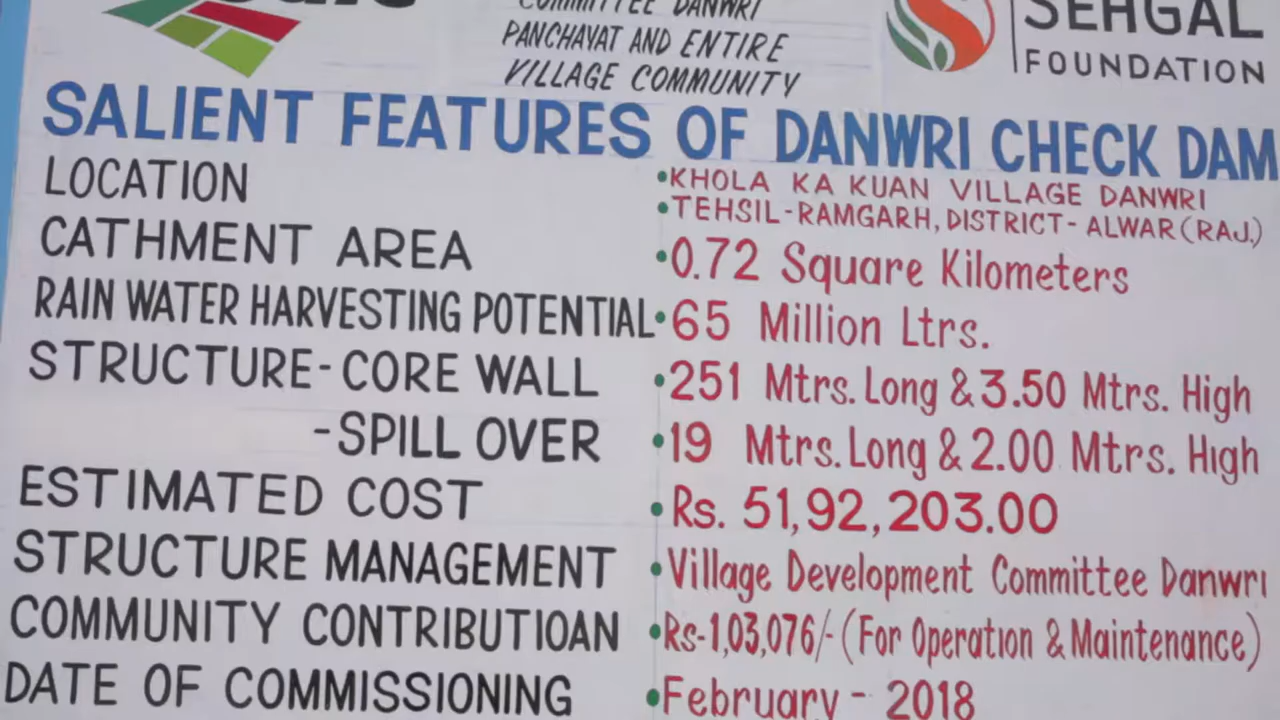 COMMITTEE DANWRI
PANCHAYAT AND ENTIRE
VILLAGE COMMUNITY
SEHGAL
FOUNDATION
SALIENT FEATURES OF DANWRI CHECK DAM
LOCATION •KHOLA KA KUAN VILLAGE DANWRI
•TEHSIL-RAMGARH, DISTRICT- ALWAR (RAJ.)
CATHMENT AREA •0.72 Square Kilometers
RAIN WATER HARVESTING POTENTIAL •65 Million Ltrs.
STRUCTURE-CORE WALL •251 Mtrs. Long & 3.50 Mtrs. High
-SPILL OVER •19 Mtrs. Long & 2.00 Mtrs. High
ESTIMATED COST •Rs. 51,92,203.00
STRUCTURE MANAGEMENT •Village Development Committee Danwri
COMMUNITY CONTRIBUTIOAN •Rs-1,03,076/- (For Operation & Maintenance)
DATE OF COMMISSIONING •February - 2018